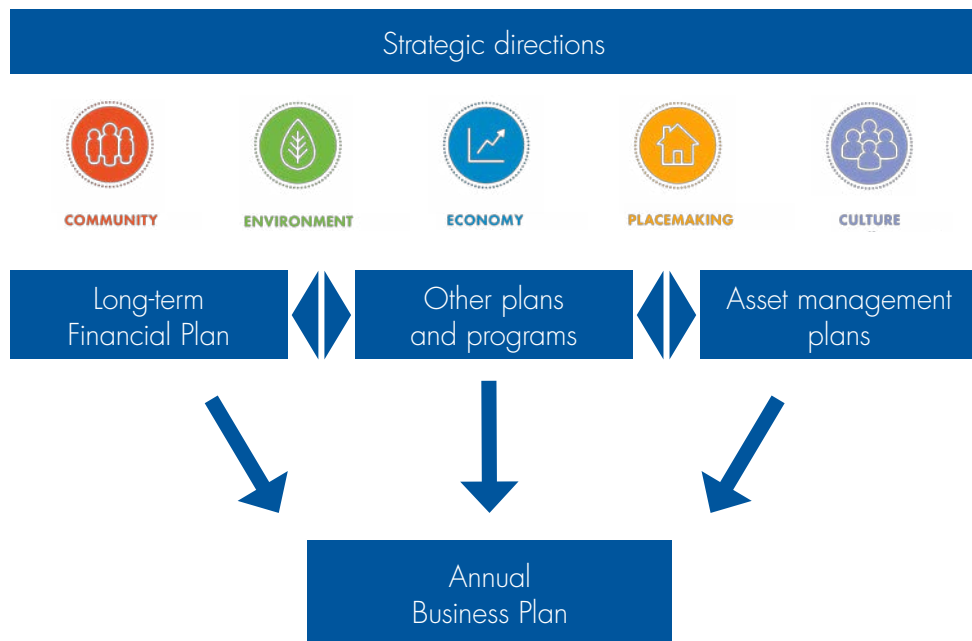 Strategic directions
COMMUNITY
ENVIRONMENT
ECONOMY
PLACEMAKING
CULTURE
Long-term
Financial Plan
Other plans
and programs
Asset management
plans
Annual
Business Plan